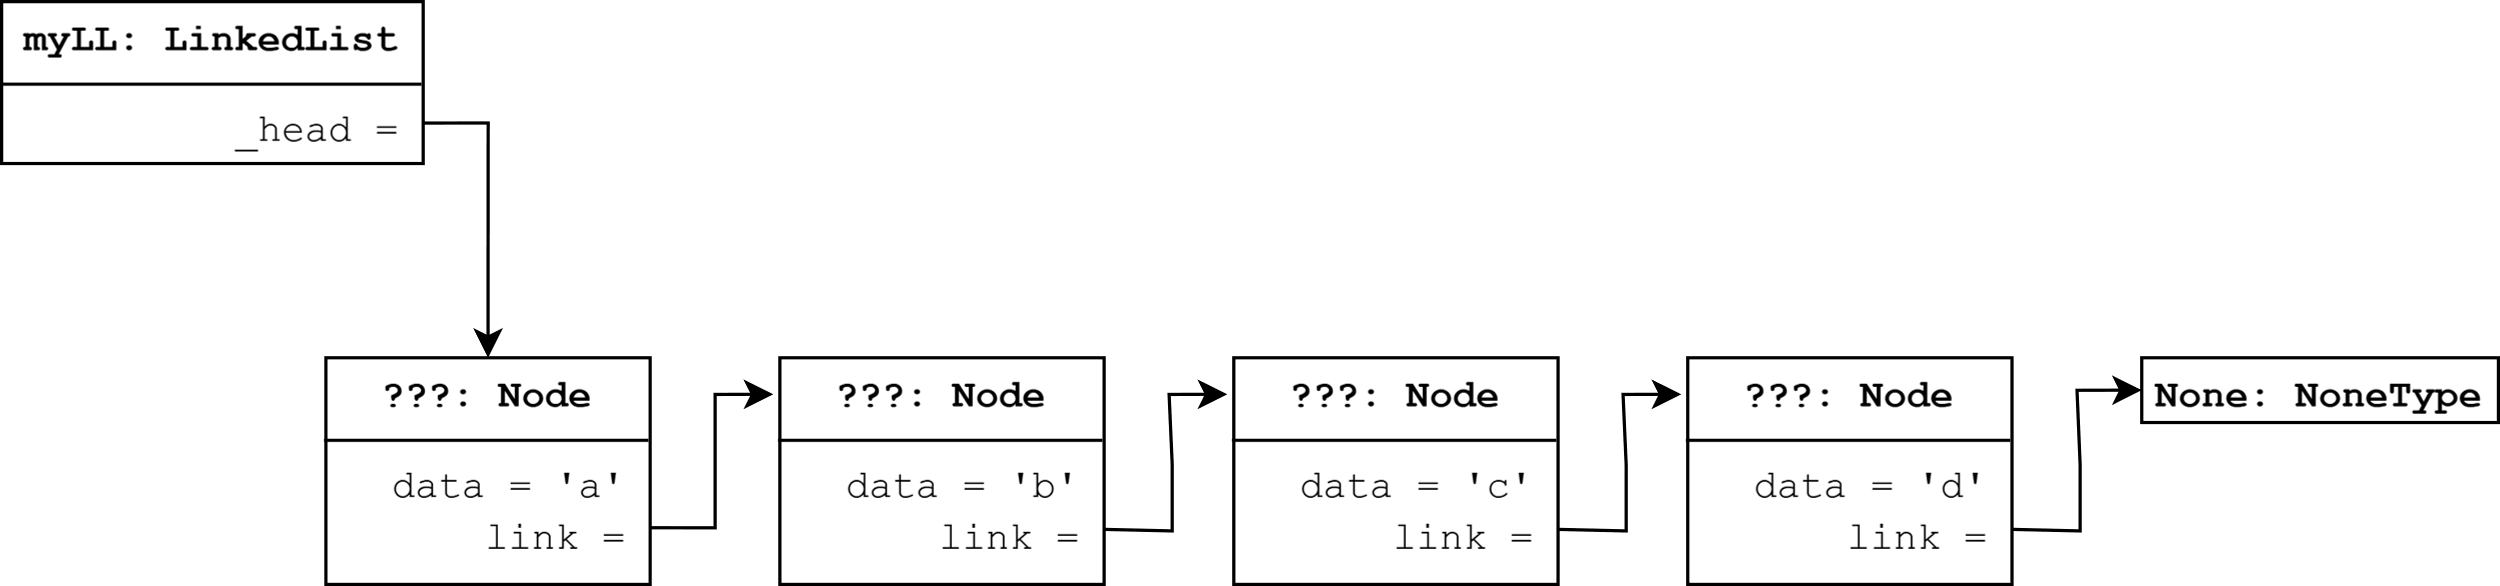 myLL: LinkedList
_head =
???: Node
data = 'a'
link =
???: Node
data = 'b'
link =
???: Node
data = 'c'
link =
???: Node
data = 'd'
link =
None: NoneType